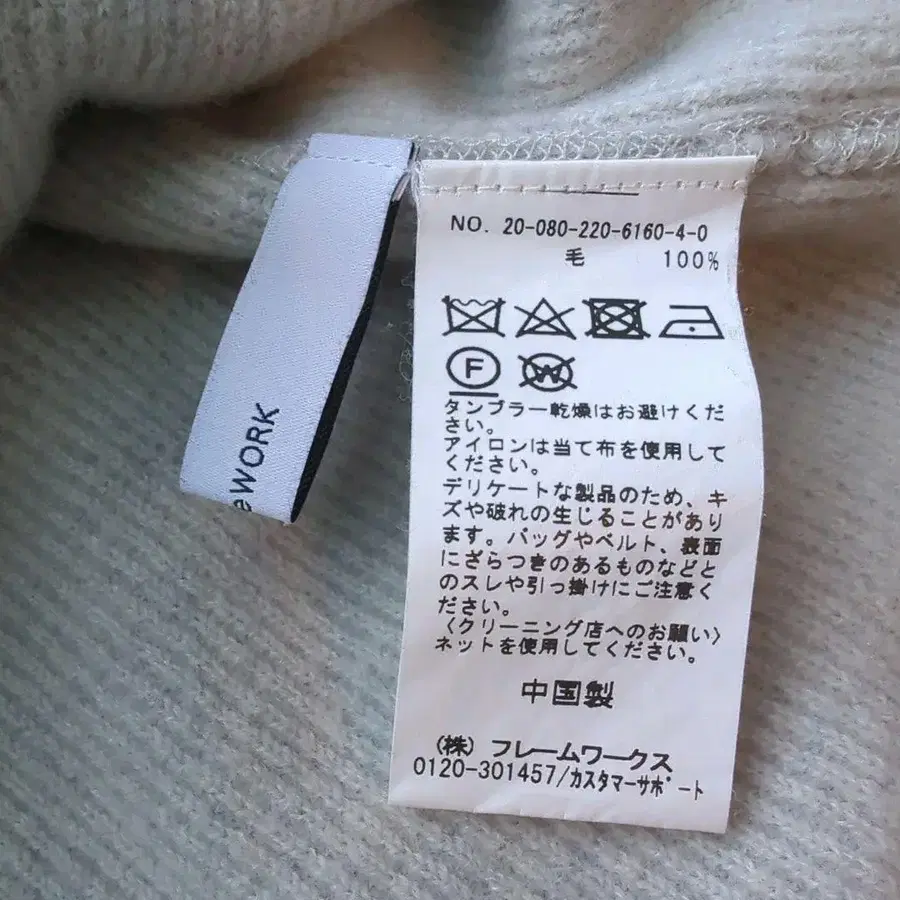 NO. 20-080-220-6160-4-0
毛 100%
F
W
タンブラー乾燥はお避けくだ
さい。
アイロンは当て布を使用して
ください。
デリケートな製品のため、キ
ズや破れの生じることがあり
ます。バッグやベルト、表面
にざらつきのあるものなどと
のスレや引っ掛けにご注意く
ださい。
〈クリーニング店へのお願い〉
ネットを使用してください。
中国製
(株) フレームワークス
0120-301457/カスタマーサポート
eWORK